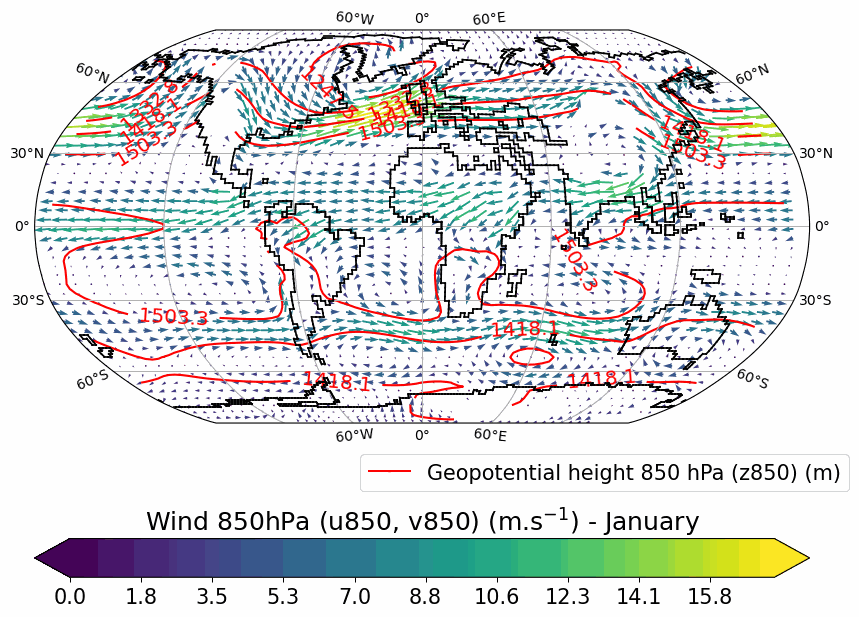 60°W 0° 60°E
60°N 60°N
1332.8 1418.1 1503.3
1418.1 1503.3
1503.3
1418.1 1503.3
30°N 30°N
0° 0°
1503.3
30°S 30°S
1503.3 1418.1
1418.1 1418.1
60°S 60°S
60°W 0° 60°E
Geopotential height 850 hPa (z850) (m)
Wind 850hPa (u850, v850) (m.s⁻¹) - January
0.0 1.8 3.5 5.3 7.0 8.8 10.6 12.3 14.1 15.8